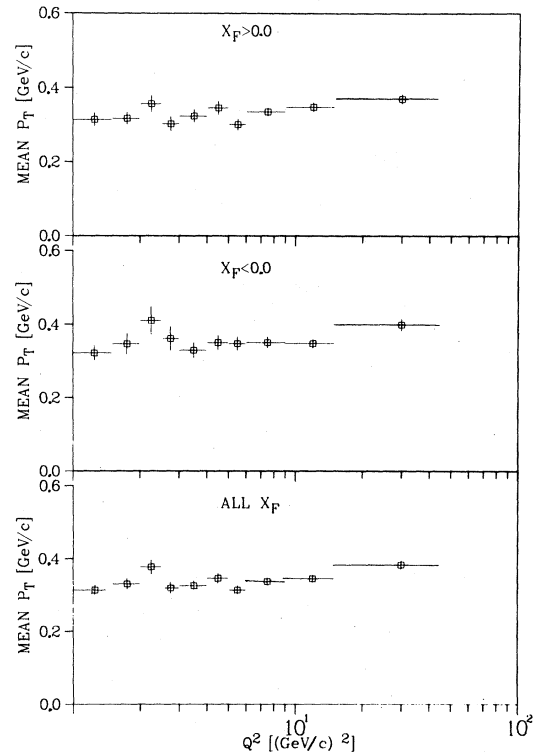 0.6
X_F>0.0
0.4
0.2
0.0
MEAN P_T [GeV/c]
0.6
X_F<0.0
0.4
0.2
0.0
MEAN P_T [GeV/c]
0.6
ALL X_F
0.4
0.2
0.0
MEAN P_T [GeV/c]
10^1
10^2
Q^2 [(GeV/c)^2]